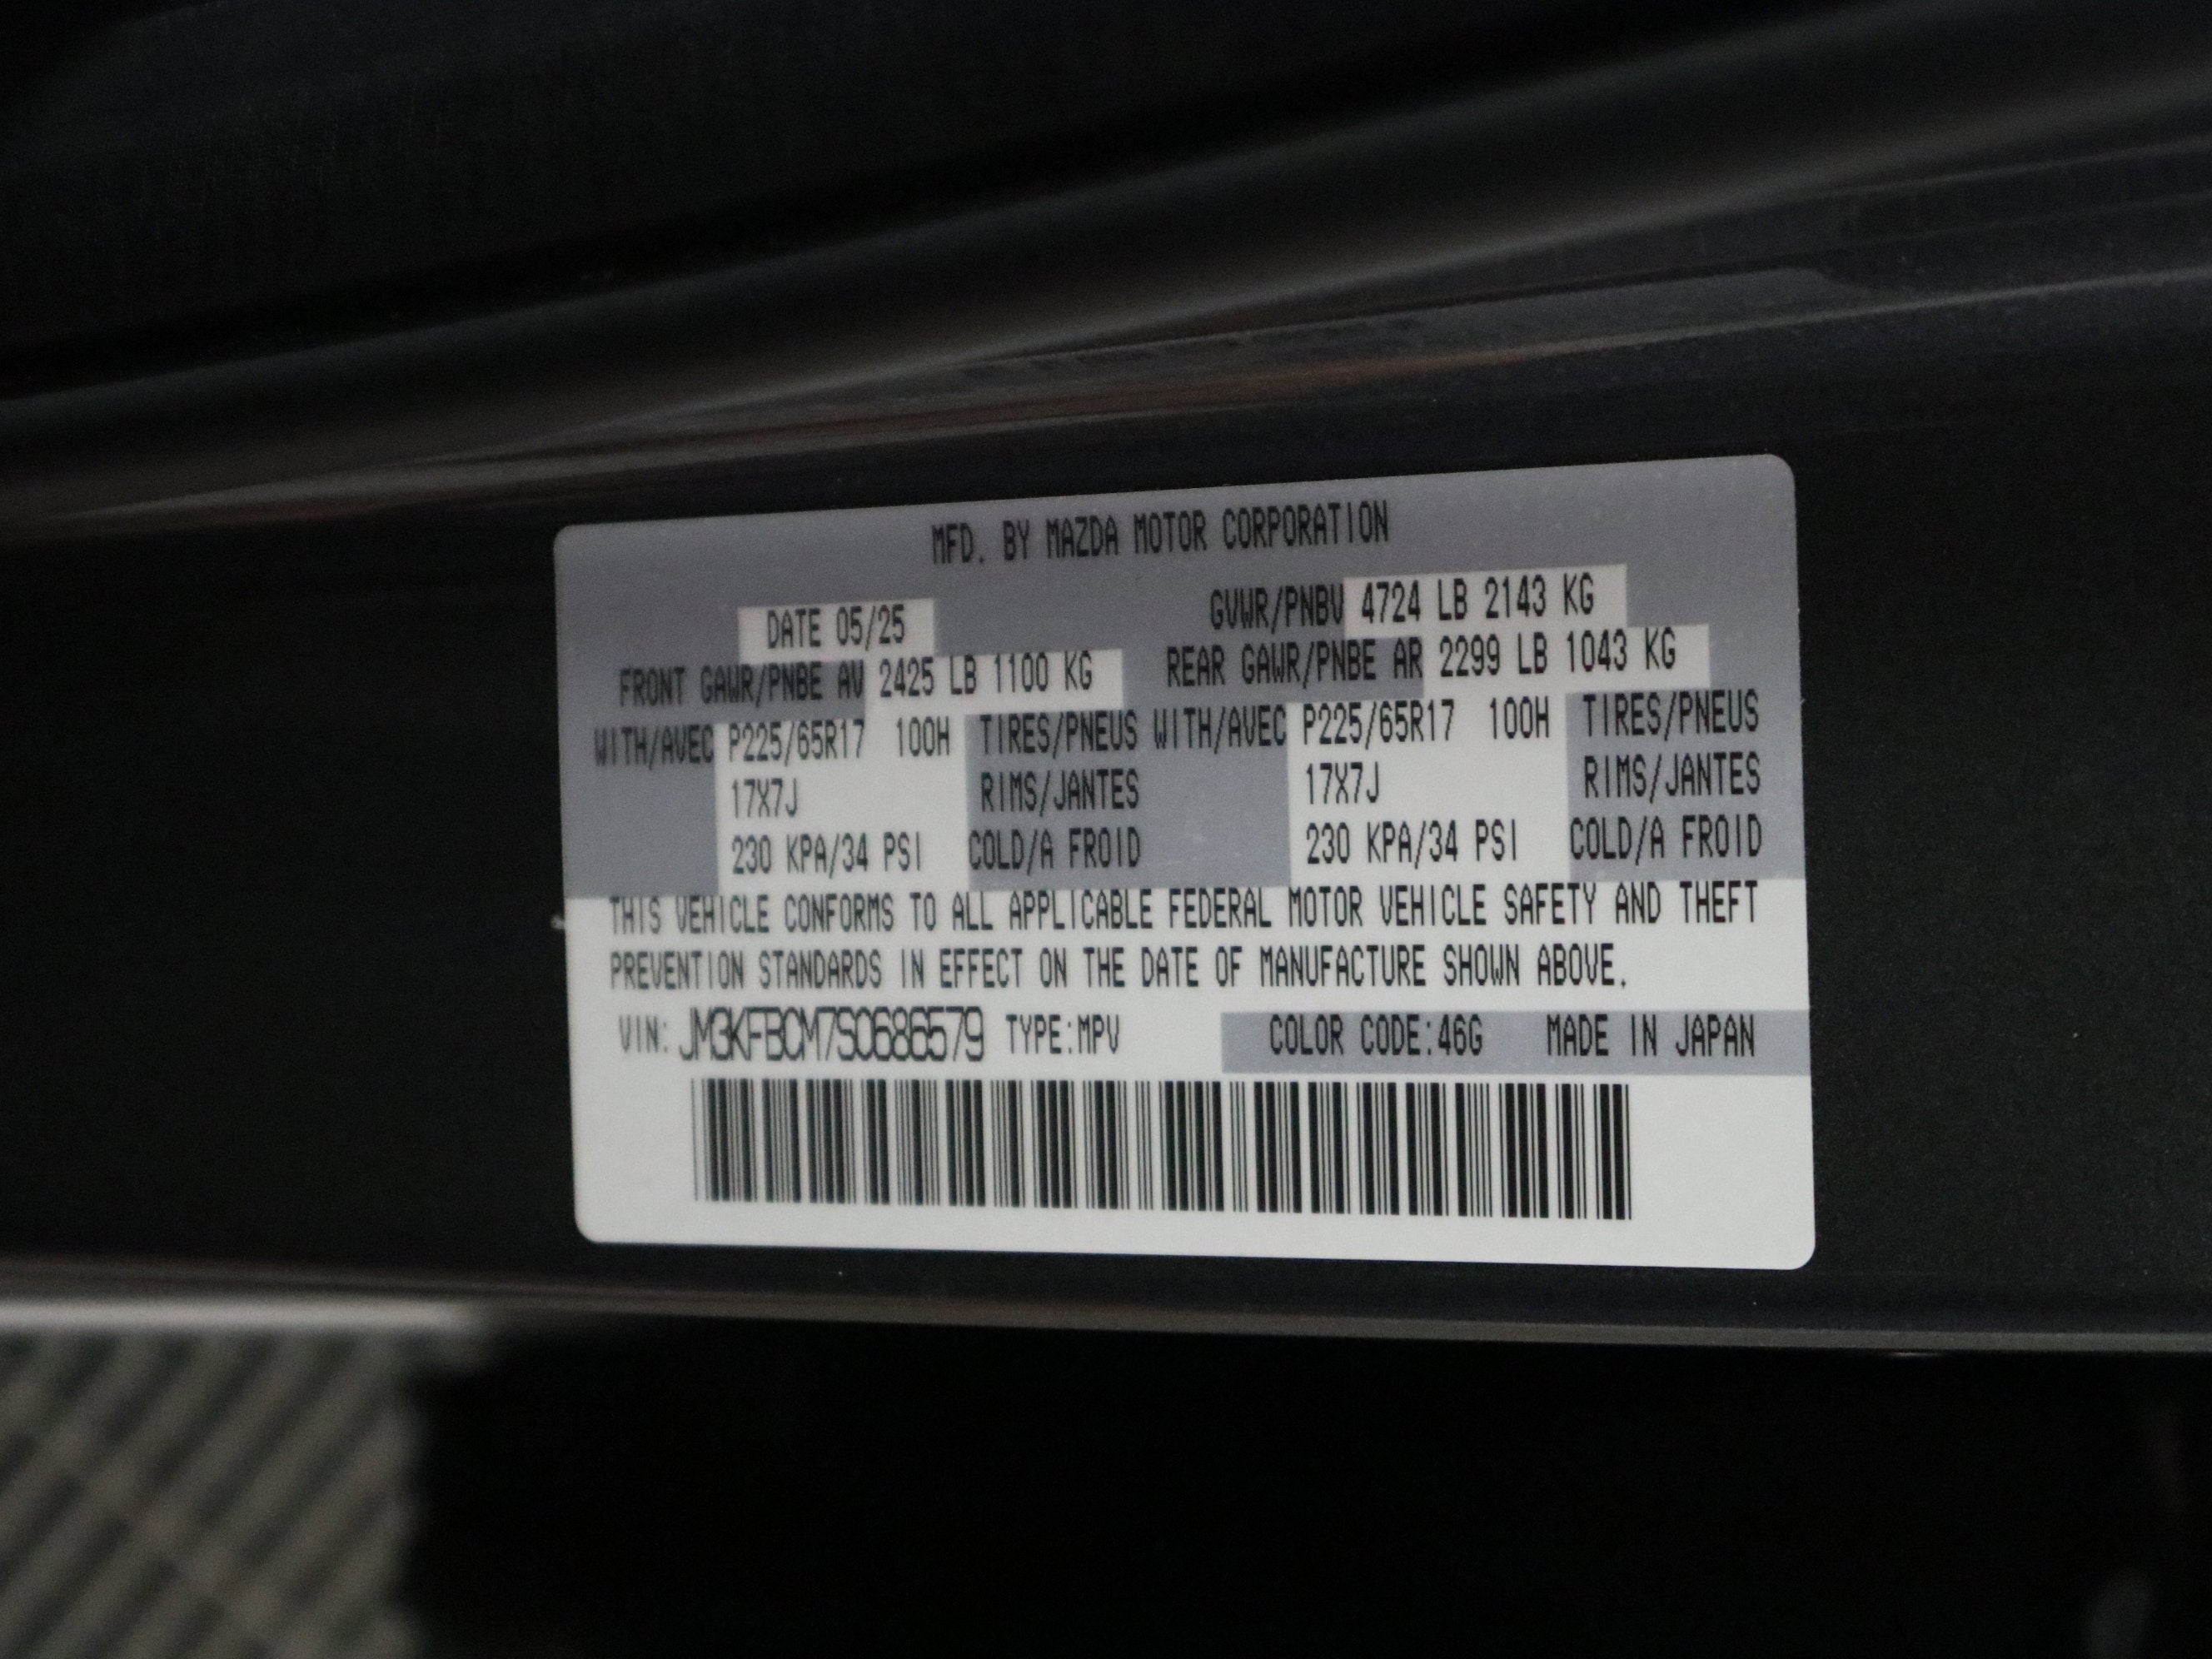 MFD. BY MAZDA MOTOR CORPORATION
DATE 05/25 GVWR/PNBV 4724 LB 2143 KG
FRONT GAWR/PNBE AV 2425 LB 1100 KG REAR GAWR/PNBE AR 2299 LB 1043 KG
WITH/AVEC P225/65R17 100H TIRES/PNEUS WITH/AVEC P225/65R17 100H TIRES/PNEUS
17X7J RIMS/JANTES 17X7J RIMS/JANTES
230 KPA/34 PSI COLD/A FROID 230 KPA/34 PSI COLD/A FROID
THIS VEHICLE CONFORMS TO ALL APPLICABLE FEDERAL MOTOR VEHICLE SAFETY AND THEFT
PREVENTION STANDARDS IN EFFECT ON THE DATE OF MANUFACTURE SHOWN ABOVE.
VIN: JM3KFBCM7S0686579 TYPE:MPV COLOR CODE:46G MADE IN JAPAN